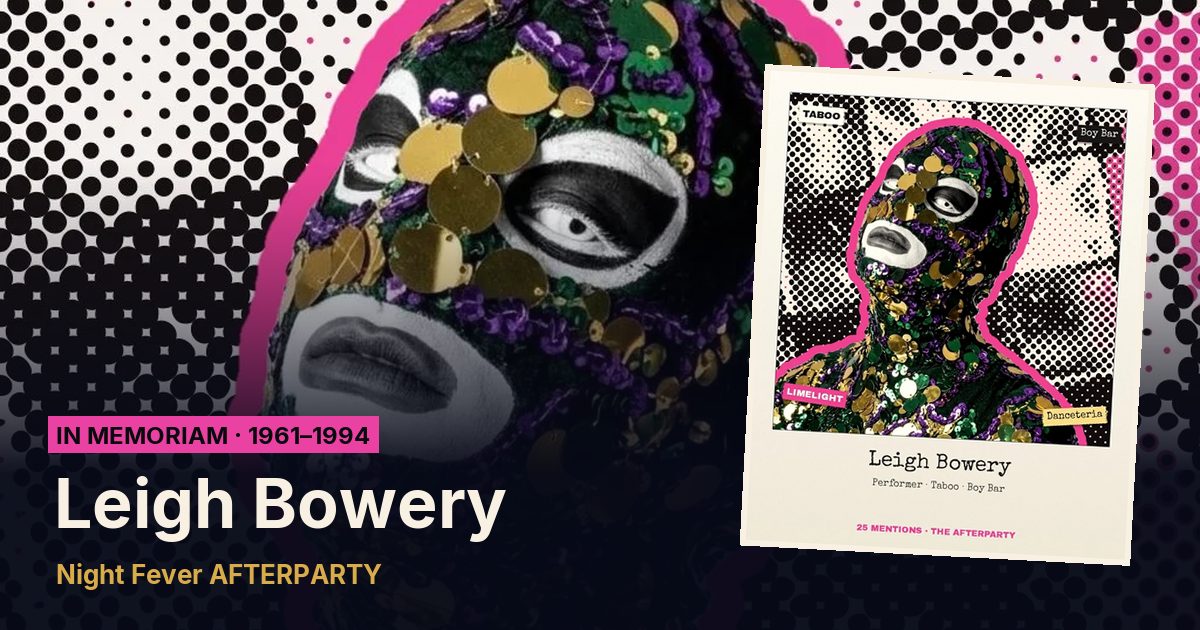 IN MEMORIAM · 1961–1994
Leigh Bowery
Night Fever AFTERPARTY
TABOO
Boy Bar
LIMELIGHT
Danceteria
Leigh Bowery
Performer · Taboo · Boy Bar
25 MENTIONS · THE AFTERPARTY